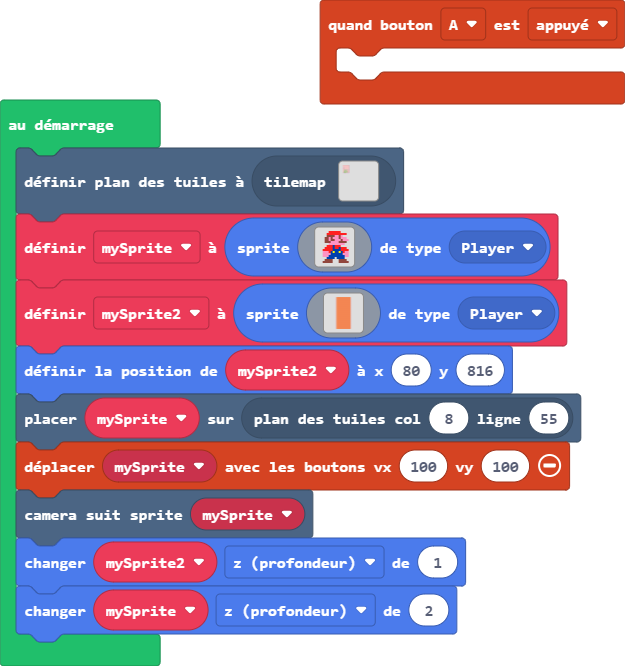 quand bouton A est appuyé
au démarrage
définir plan des tuiles à tilemap
définir mySprite à sprite de type Player
définir mySprite2 à sprite de type Player
définir la position de mySprite2 à x 80 y 816
placer mySprite sur plan des tuiles col 8 ligne 55
déplacer mySprite avec les boutons vx 100 vy 100
camera suit sprite mySprite
changer mySprite2 z (profondeur) de 1
changer mySprite z (profondeur) de 2